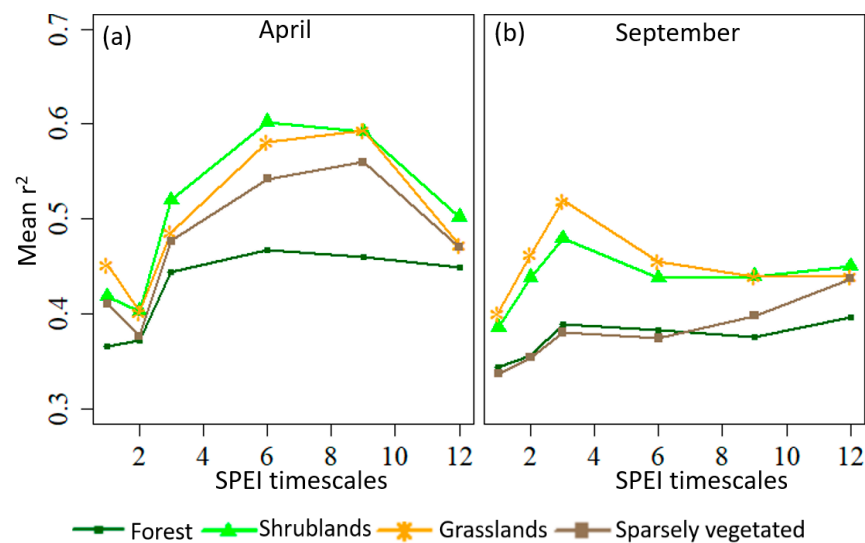 (a) April
(b) September
Mean r²
0.7
0.6
0.5
0.4
0.3
2 4 6 8 10 12
2 4 6 8 10 12
SPEI timescales
SPEI timescales
Forest Shrublands Grasslands Sparsely vegetated